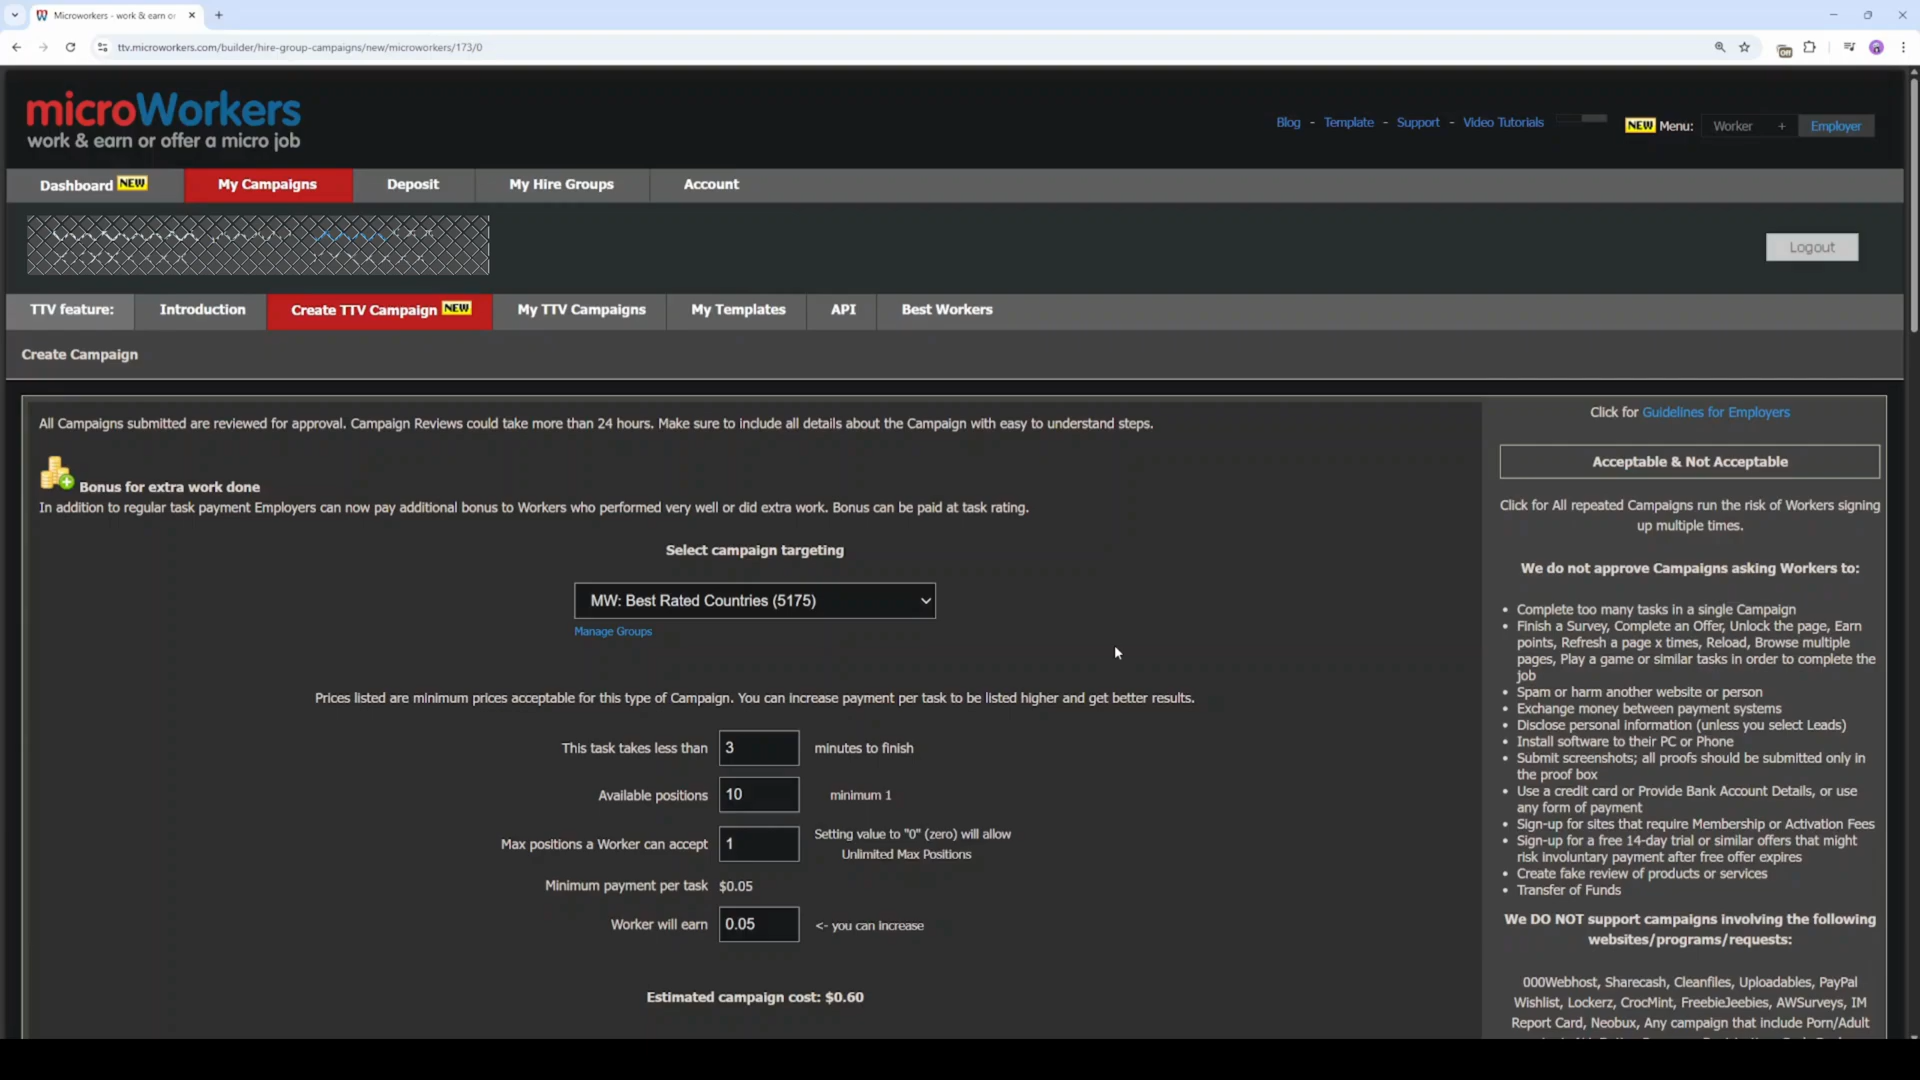 Microworkers - work & earn or
ttv.microworkers.com/builder/hire-group-campaigns/new/microworkers/173/0
Off
microWorkers
work & earn or offer a micro job
Blog - Template - Support - Video Tutorials
NEW Menu: Worker + Employer
Dashboard NEW My Campaigns Deposit My Hire Groups Account
Logout
TTV feature: Introduction Create TTV Campaign NEW My TTV Campaigns My Templates API Best Workers
Create Campaign
All Campaigns submitted are reviewed for approval. Campaign Reviews could take more than 24 hours. Make sure to include all details about the Campaign with easy to understand steps.
Bonus for extra work done
In addition to regular task payment Employers can now pay additional bonus to Workers who performed very well or did extra work. Bonus can be paid at task rating.
Select campaign targeting
MW: Best Rated Countries (5175)
Manage Groups
Prices listed are minimum prices acceptable for this type of Campaign. You can increase payment per task to be listed higher and get better results.
This task takes less than 3 minutes to finish
Available positions 10 minimum 1
Max positions a Worker can accept 1 Setting value to "0" (zero) will allow
Unlimited Max Positions
Minimum payment per task $0.05
Worker will earn 0.05 <- you can increase
Estimated campaign cost: $0.60
Click for Guidelines for Employers
Acceptable & Not Acceptable
Click for All repeated Campaigns run the risk of Workers signing
up multiple times.
We do not approve Campaigns asking Workers to:
• Complete too many tasks in a single Campaign
• Finish a Survey, Complete an Offer, Unlock the page, Earn
points, Refresh a page x times, Reload, Browse multiple
pages, Play a game or similar tasks in order to complete the
job
• Spam or harm another website or person
• Exchange money between payment systems
• Disclose personal information (unless you select Leads)
• Install software to their PC or Phone
• Submit screenshots; all proofs should be submitted only in
the proof box
• Use a credit card or Provide Bank Account Details, or use
any form of payment
• Sign-up for sites that require Membership or Activation Fees
• Sign-up for a free 14-day trial or similar offers that might
risk involuntary payment after free offer expires
• Create fake review of products or services
• Transfer of Funds
We DO NOT support campaigns involving the following
websites/programs/requests:
000Webhost, Sharecash, Cleanfiles, Uploadables, PayPal
Wishlist, Lockerz, CrocMint, FreebieJeebies, AWSurveys, IM
Report Card, Neobux, Any campaign that include Porn/Adult